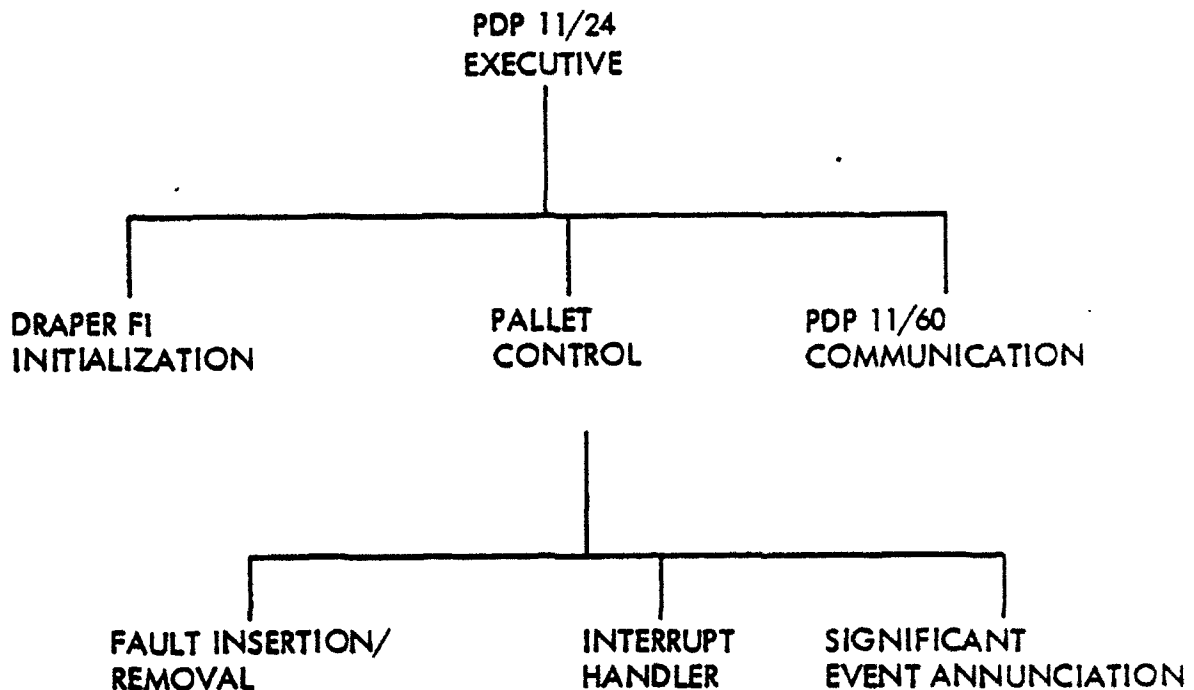 PDP 11/24
EXECUTIVE
DRAPER FI
INITIALIZATION
PALLET
CONTROL
PDP 11/60
COMMUNICATION
FAULT INSERTION/
REMOVAL
INTERRUPT
HANDLER
SIGNIFICANT
EVENT ANNUNCIATION